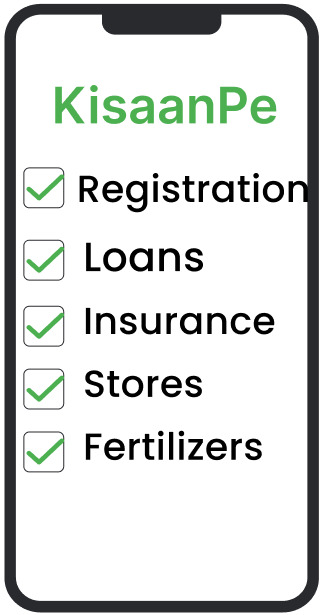 KisaanPe
Registration
Loans
Insurance
Stores
Fertilizers